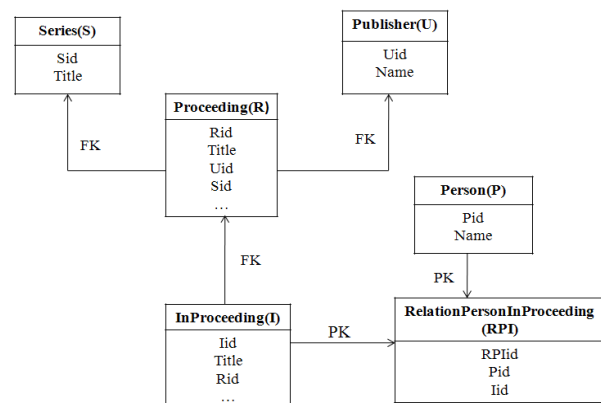 Series(S)
Sid
Title
Publisher(U)
Uid
Name
Proceeding(R)
Rid
Title
Uid
Sid
...
FK
FK
Person(P)
Pid
Name
FK
PK
InProceeding(I)
Iid
Title
Rid
...
PK
RelationPersonInProceeding
(RPI)
RPIid
Pid
Iid